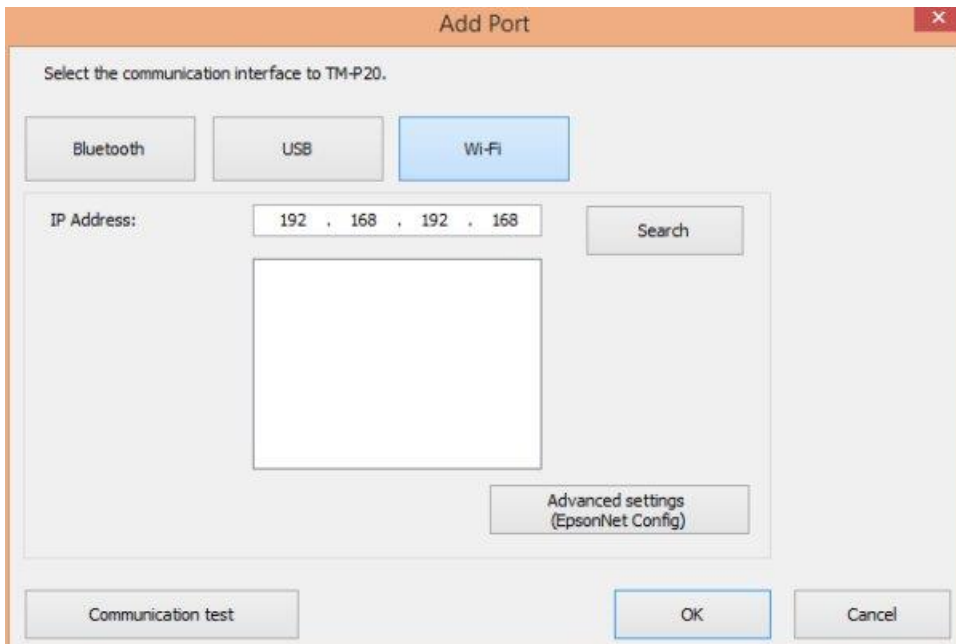 Add Port
Select the communication interface to TM-P20.
Bluetooth USB Wi-Fi
IP Address: 192 . 168 . 192 . 168 Search
Advanced settings
(EpsonNet Config)
Communication test OK Cancel